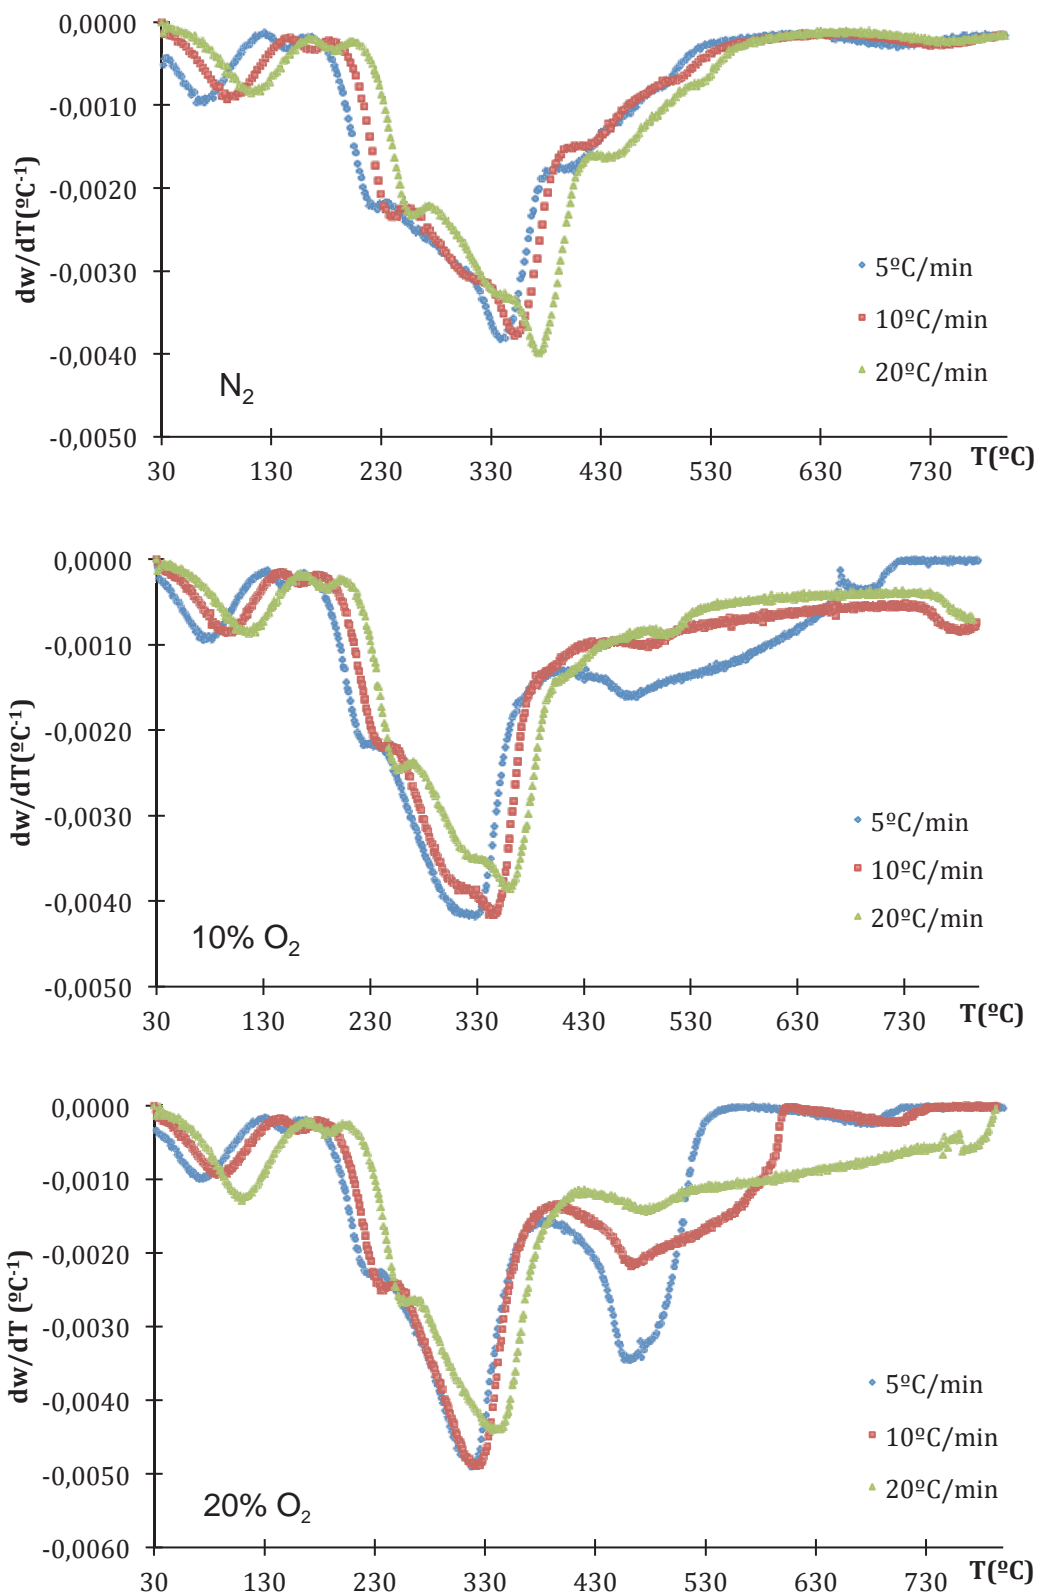 0,0000
-0,0010
-0,0020
-0,0030
-0,0040
-0,0050
dw/dT(ºC-1)
5ºC/min
10ºC/min
20ºC/min
N2
30 130 230 330 430 530 630 730 T(ºC)
0,0000
-0,0010
-0,0020
-0,0030
-0,0040
-0,0050
dw/dT(ºC-1)
5ºC/min
10ºC/min
20ºC/min
10% O2
30 130 230 330 430 530 630 730 T(ºC)
0,0000
-0,0010
-0,0020
-0,0030
-0,0040
-0,0050
-0,0060
dw/dT (ºC-1)
5ºC/min
10ºC/min
20ºC/min
20% O2
30 130 230 330 430 530 630 730 T(ºC)